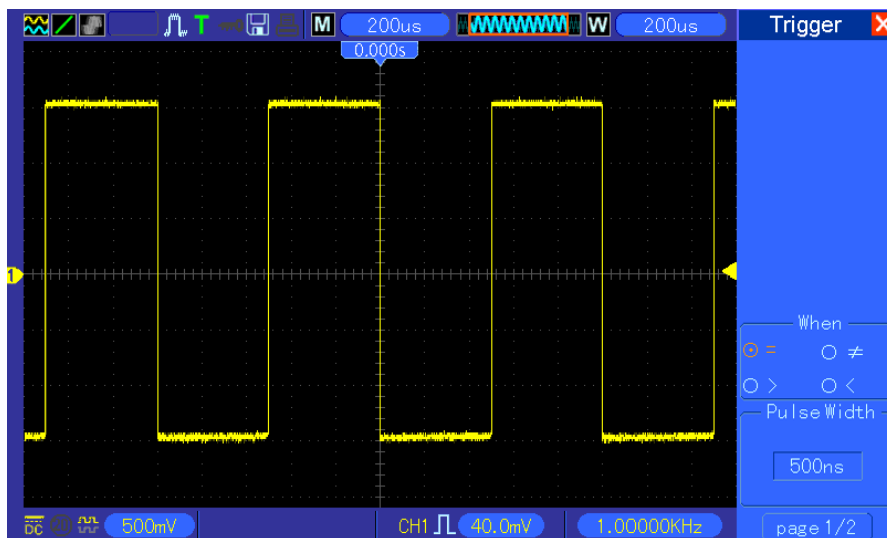 T M 200us W 200us Trigger X
0.000s
1
When
= ≠
> <
Pulse Width
500ns
DC 500mV CH1 40.0mV 1.00000KHz page 1/2